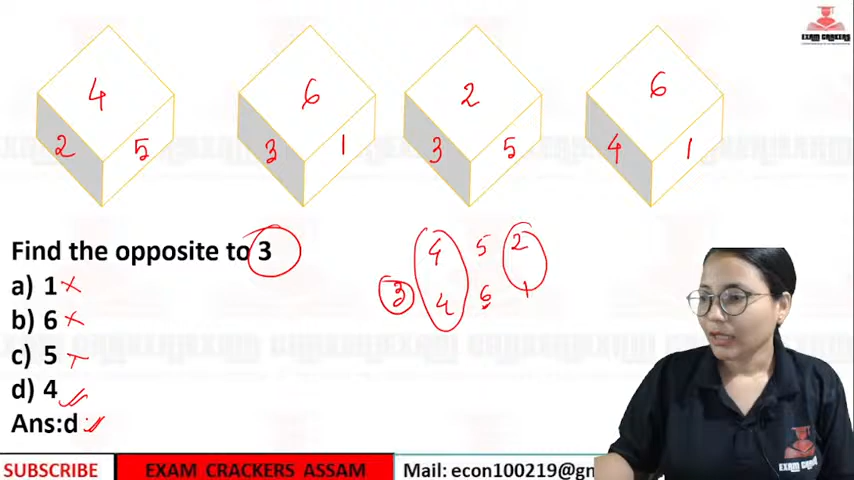 EXAM CRACKERS
4 6 2 6
2 5 3 1 3 5 4 1
Find the opposite to 3
4 5 2
a) 1 ×
3 4 6 1
b) 6 ×
c) 5 ×
d) 4 ✓
Ans:d ✓
SUBSCRIBE EXAM CRACKERS ASSAM Mail: econ100219@gm